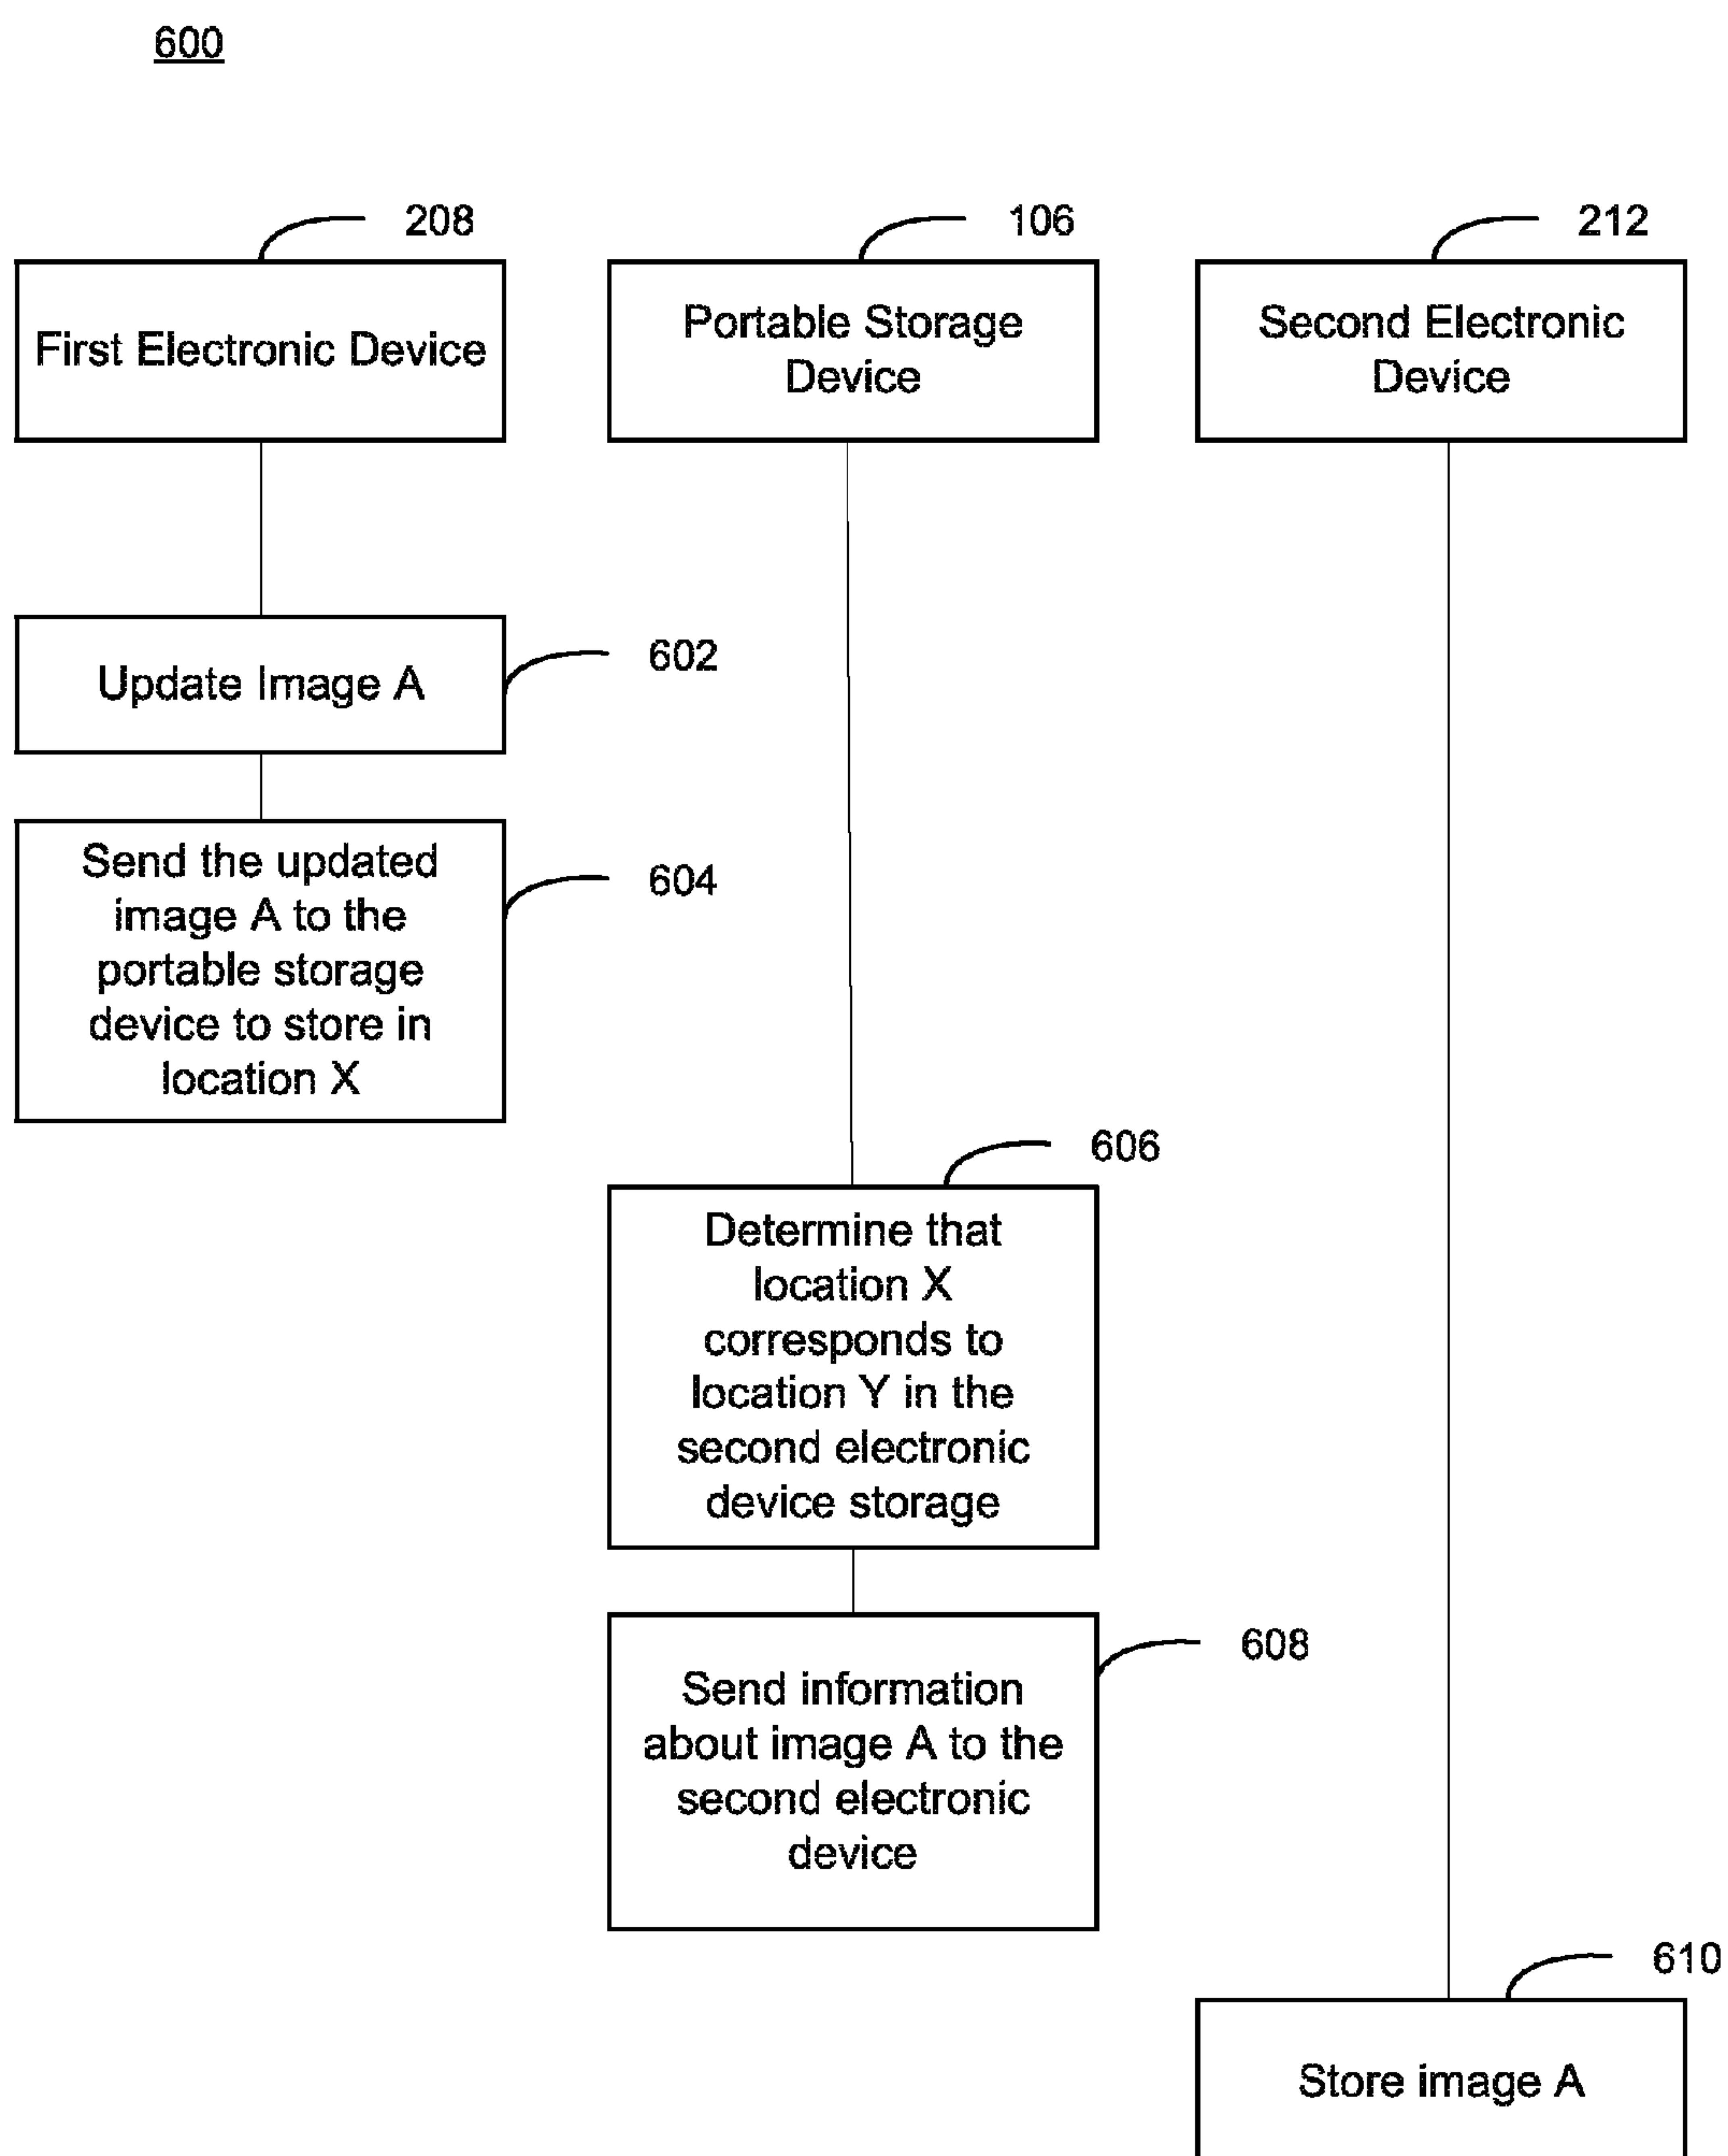 600
208
106
212
First Electronic Device
Portable Storage
Device
Second Electronic
Device
Update Image A
602
Send the updated
image A to the
portable storage
device to store in
location X
604
606
Determine that
location X
corresponds to
location Y in the
second electronic
device storage
608
Send information
about image A to the
second electronic
device
610
Store image A